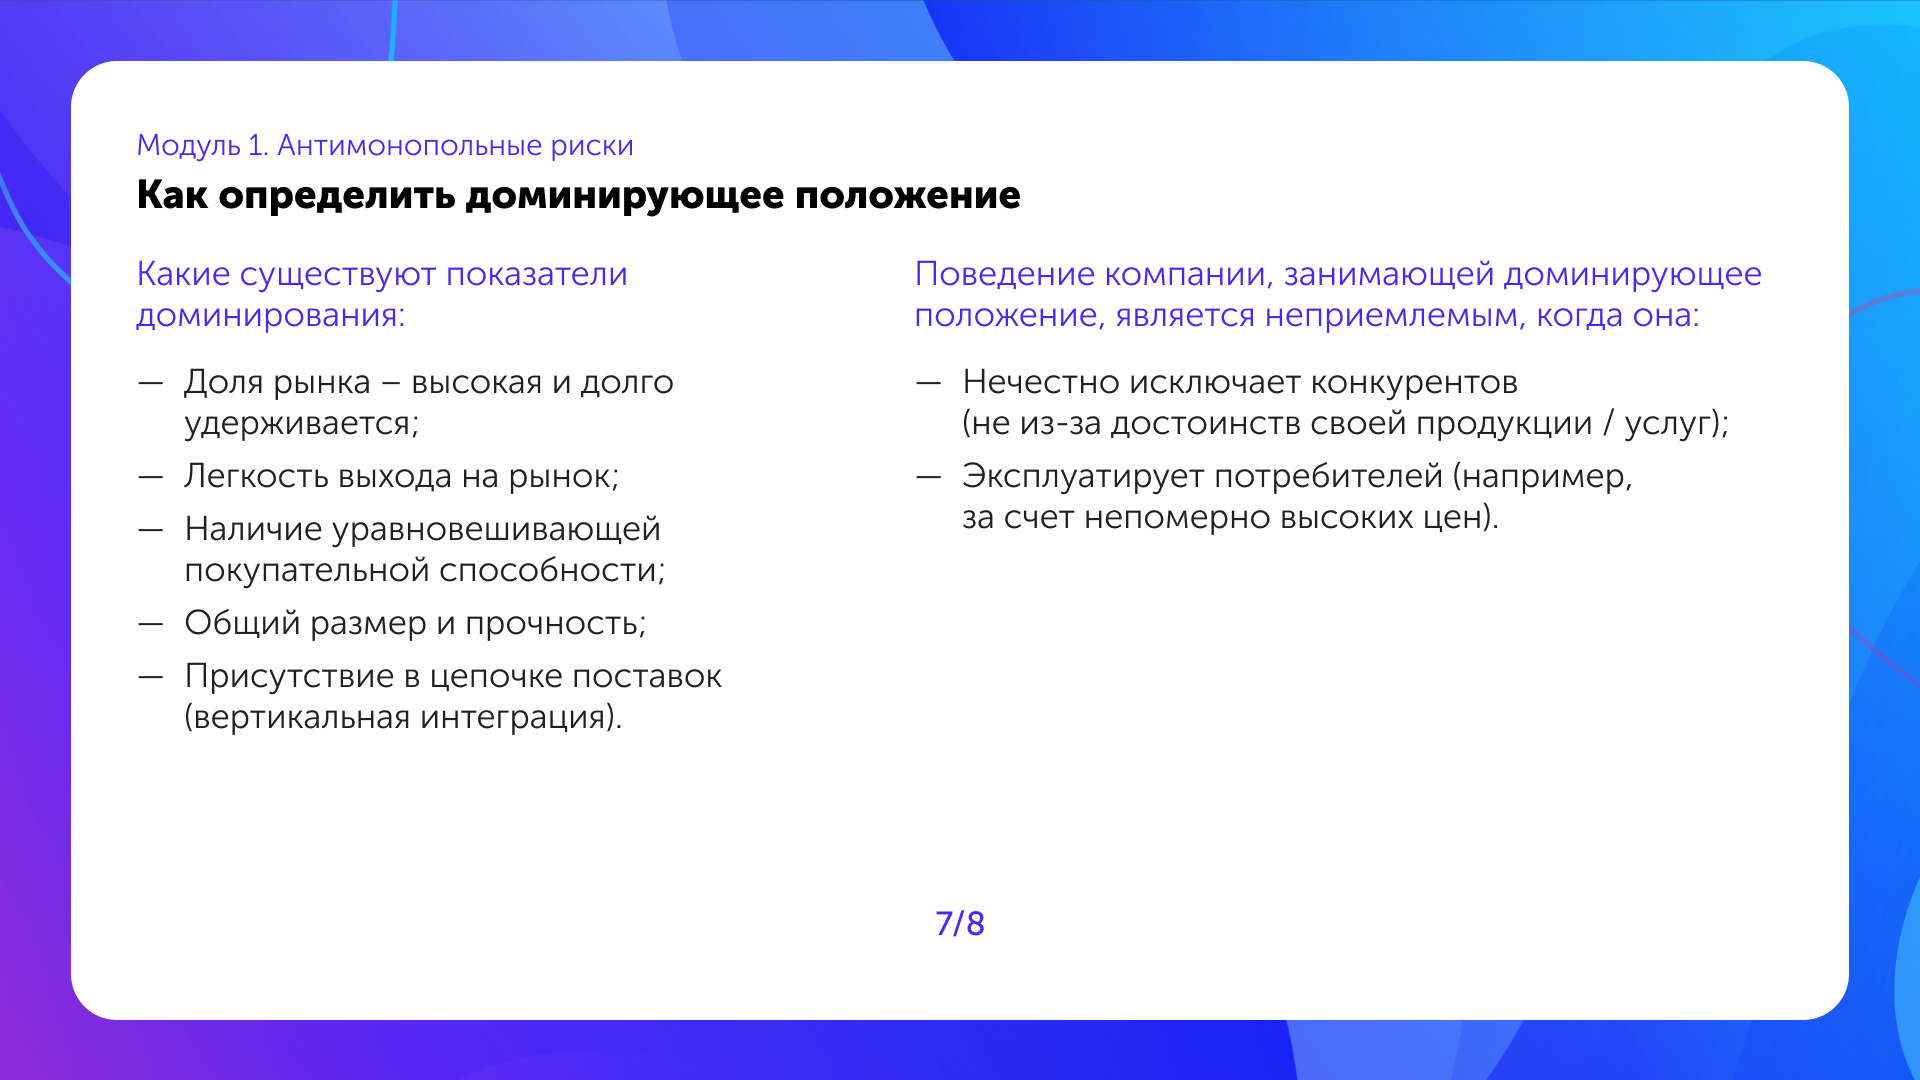 Модуль 1. Антимонопольные риски
Как определить доминирующее положение
Какие существуют показатели
доминирования:
— Доля рынка – высокая и долго
удерживается;
— Легкость выхода на рынок;
— Наличие уравновешивающей
покупательной способности;
— Общий размер и прочность;
— Присутствие в цепочке поставок
(вертикальная интеграция).
Поведение компании, занимающей доминирующее
положение, является неприемлемым, когда она:
— Нечестно исключает конкурентов
(не из-за достоинств своей продукции / услуг);
— Эксплуатирует потребителей (например,
за счет непомерно высоких цен).
7/8